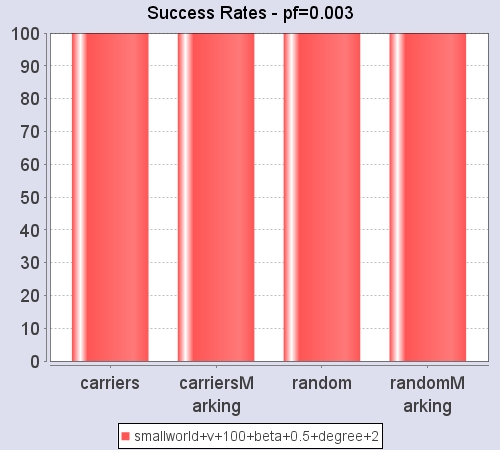 Success Rates - pf=0.003
100
90
80
70
60
50
40
30
20
10
0
carriers
carriersM
arking
random
randomM
arking
smallworld+v+100+beta+0.5+degree+2